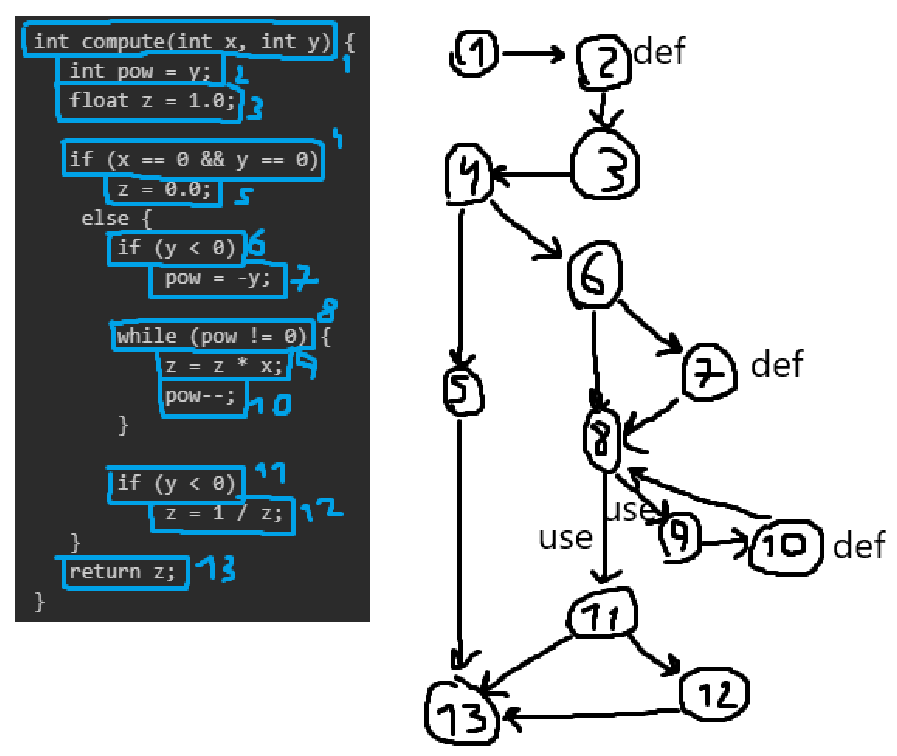 int compute(int x, int y) { 1
int pow = y; 2
float z = 1.0; 3
if (x == 0 && y == 0) 4
z = 0.0; 5
else {
if (y < 0) 6
pow = -y; 7
while (pow != 0) { 8
z = z * x; 9
pow--; 10
}
if (y < 0) 11
z = 1 / z; 12
}
return z; 13
}
1
2 def
3
4
6
7 def
5
8
use
use
9
10 def
11
12
13